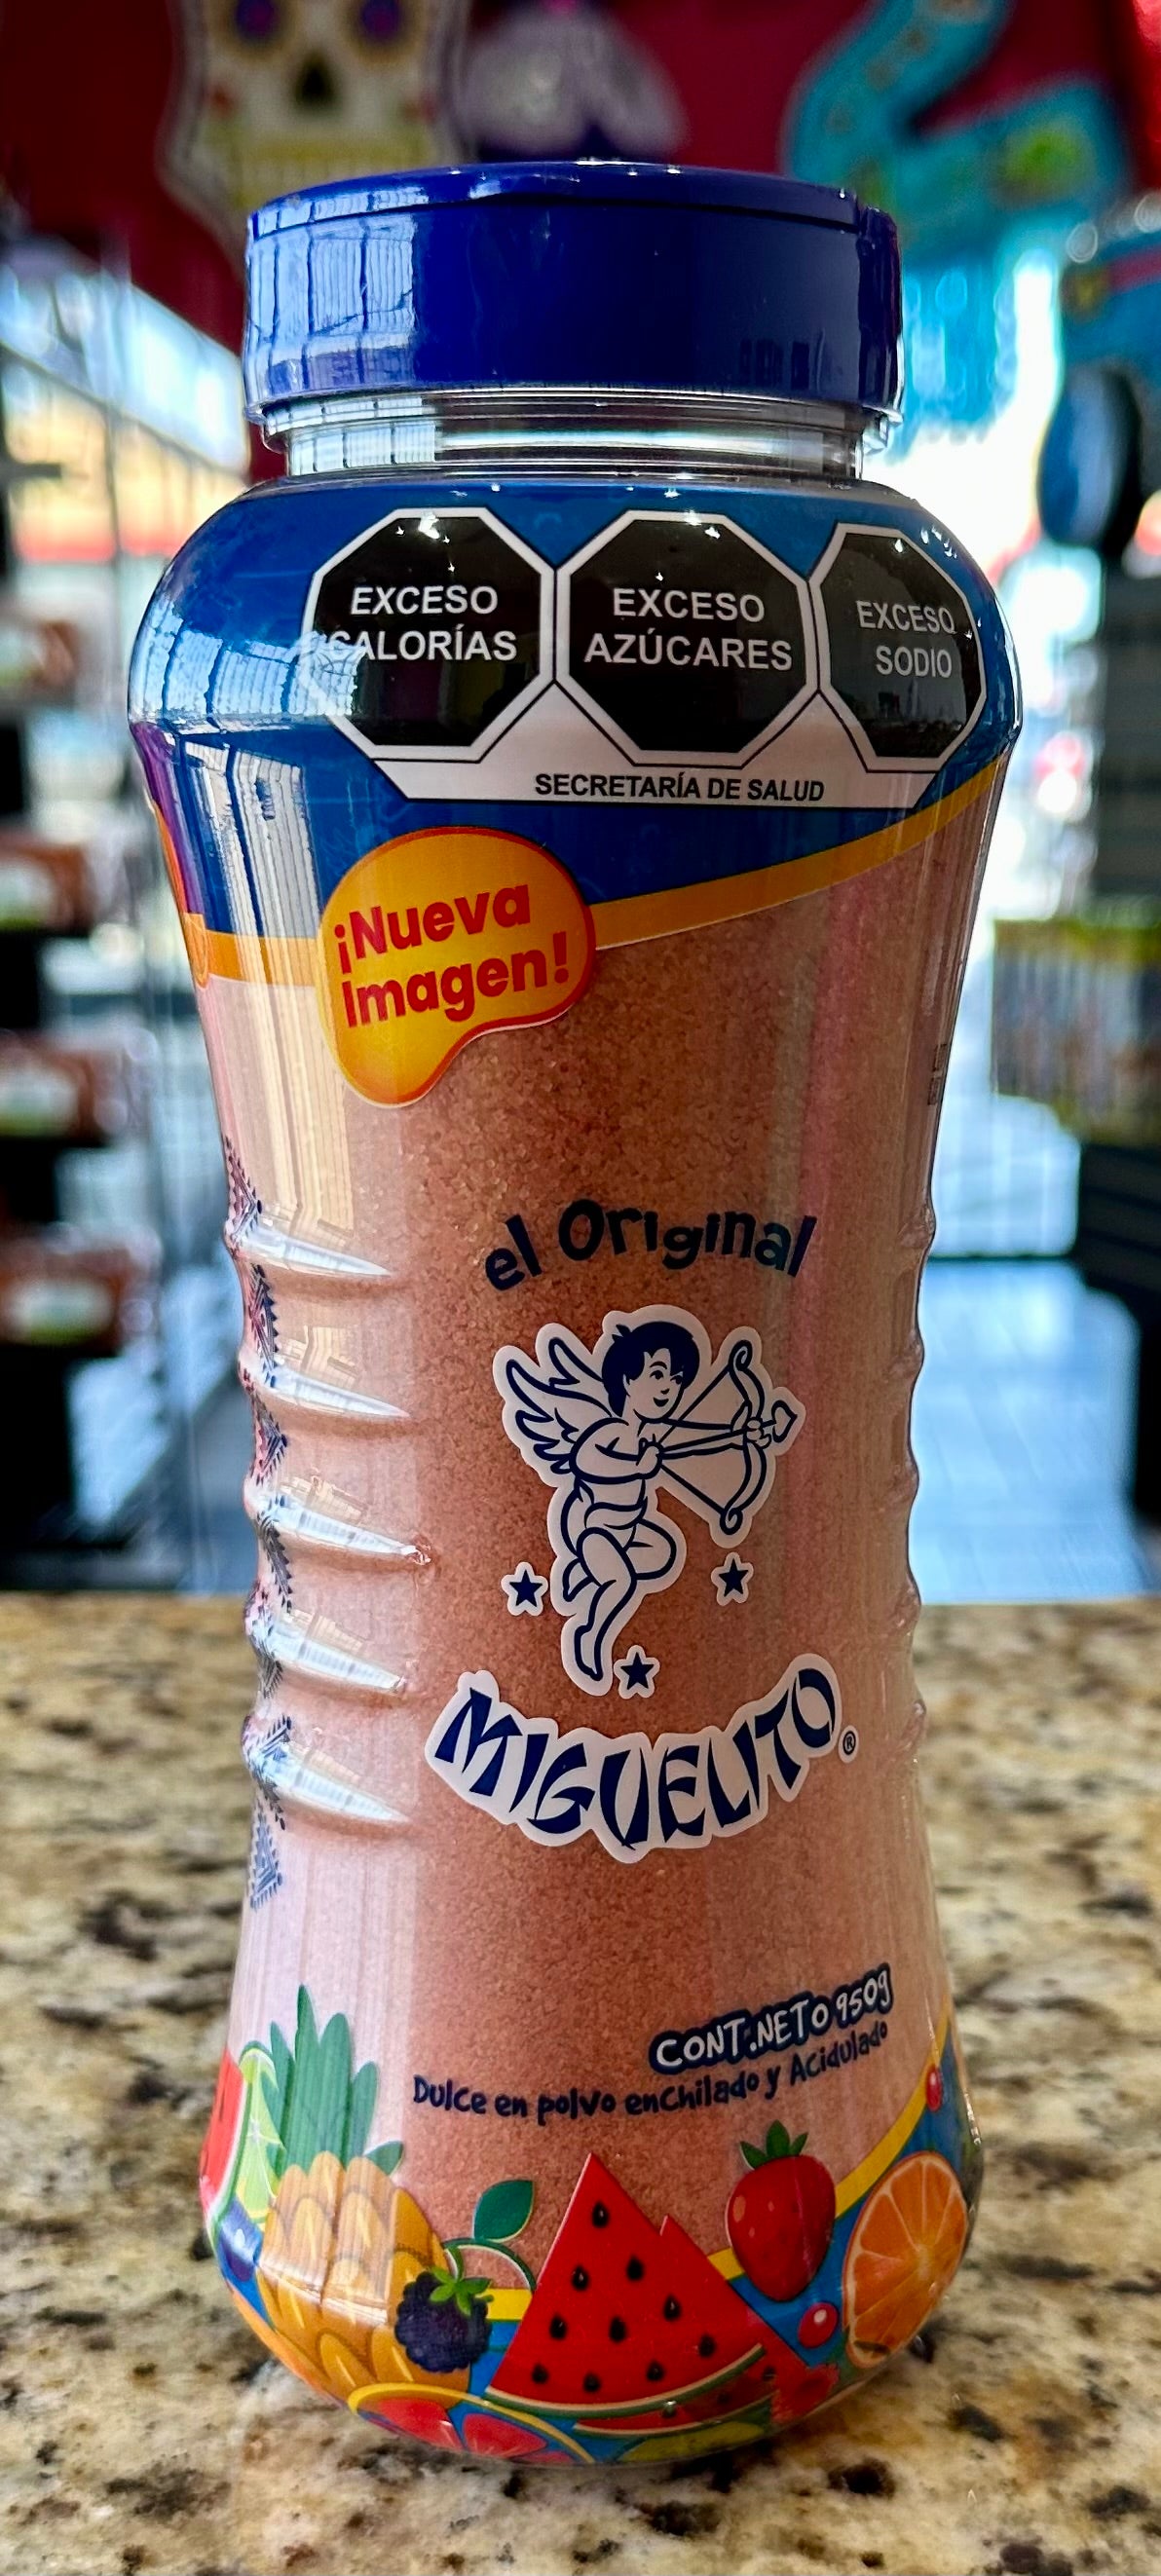 EXCESO
CALORÍAS
EXCESO
AZÚCARES
EXCESO
SODIO
SECRETARÍA DE SALUD
¡Nueva
Imagen!
el Original
MIGUELITO®
CONT.NETO 950g
Dulce en polvo enchilado y Acidulado